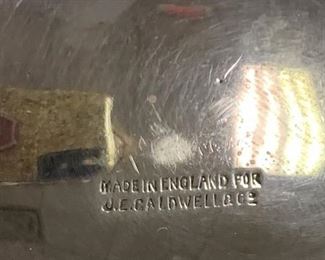 MADE IN ENGLAND FOR
J.E. CALDWELL & CO